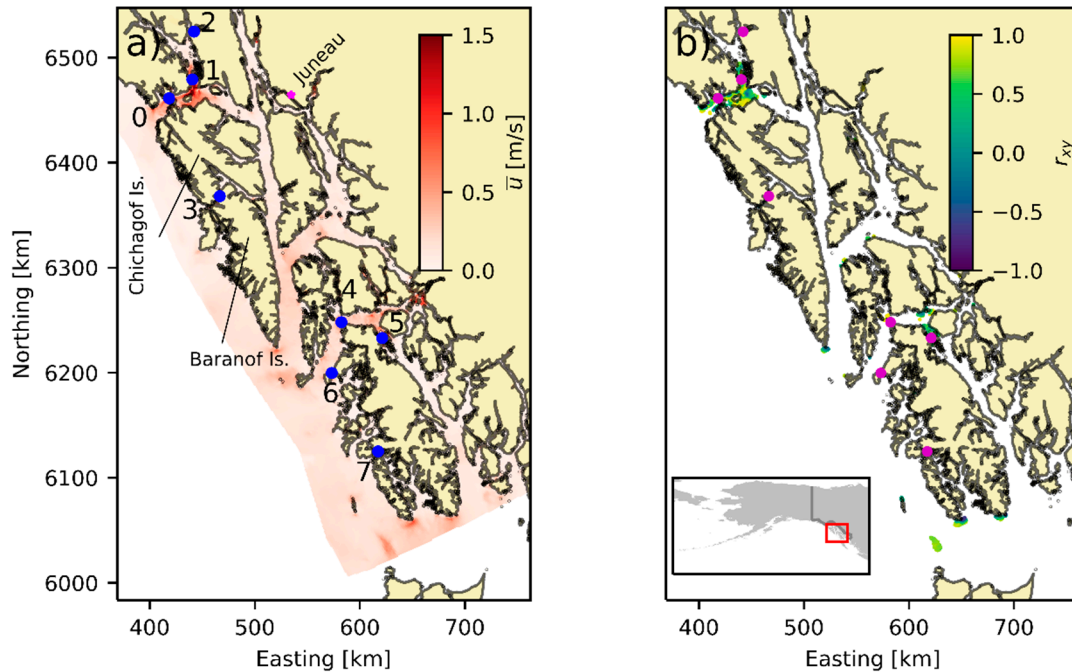 a)
2
1
0
Juneau
1.5
1.0
0.5
0.0
u̅ [m/s]
Chichagof Is.
3
Baranof Is.
4
5
6
7
6500
6400
6300
6200
6100
6000
Northing [km]
400 500 600 700
Easting [km]
b)
1.0
0.5
0.0
−0.5
−1.0
r_xy
400 500 600 700
Easting [km]